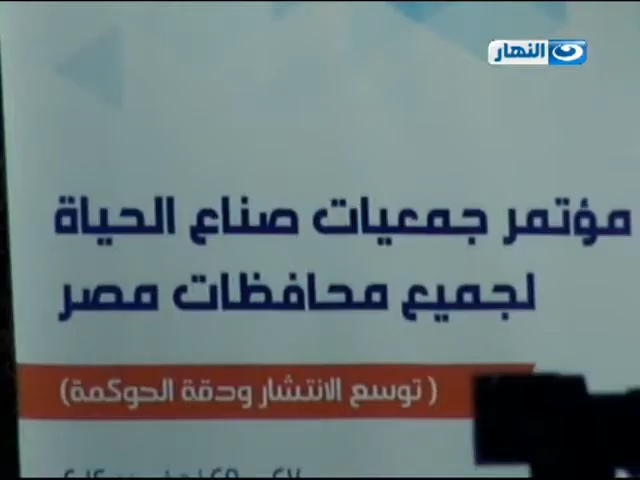 النهار
مؤتمر جمعيات صناع الحياة
لجميع محافظات مصر
(توسع الانتشار ودقة الحوكمة)